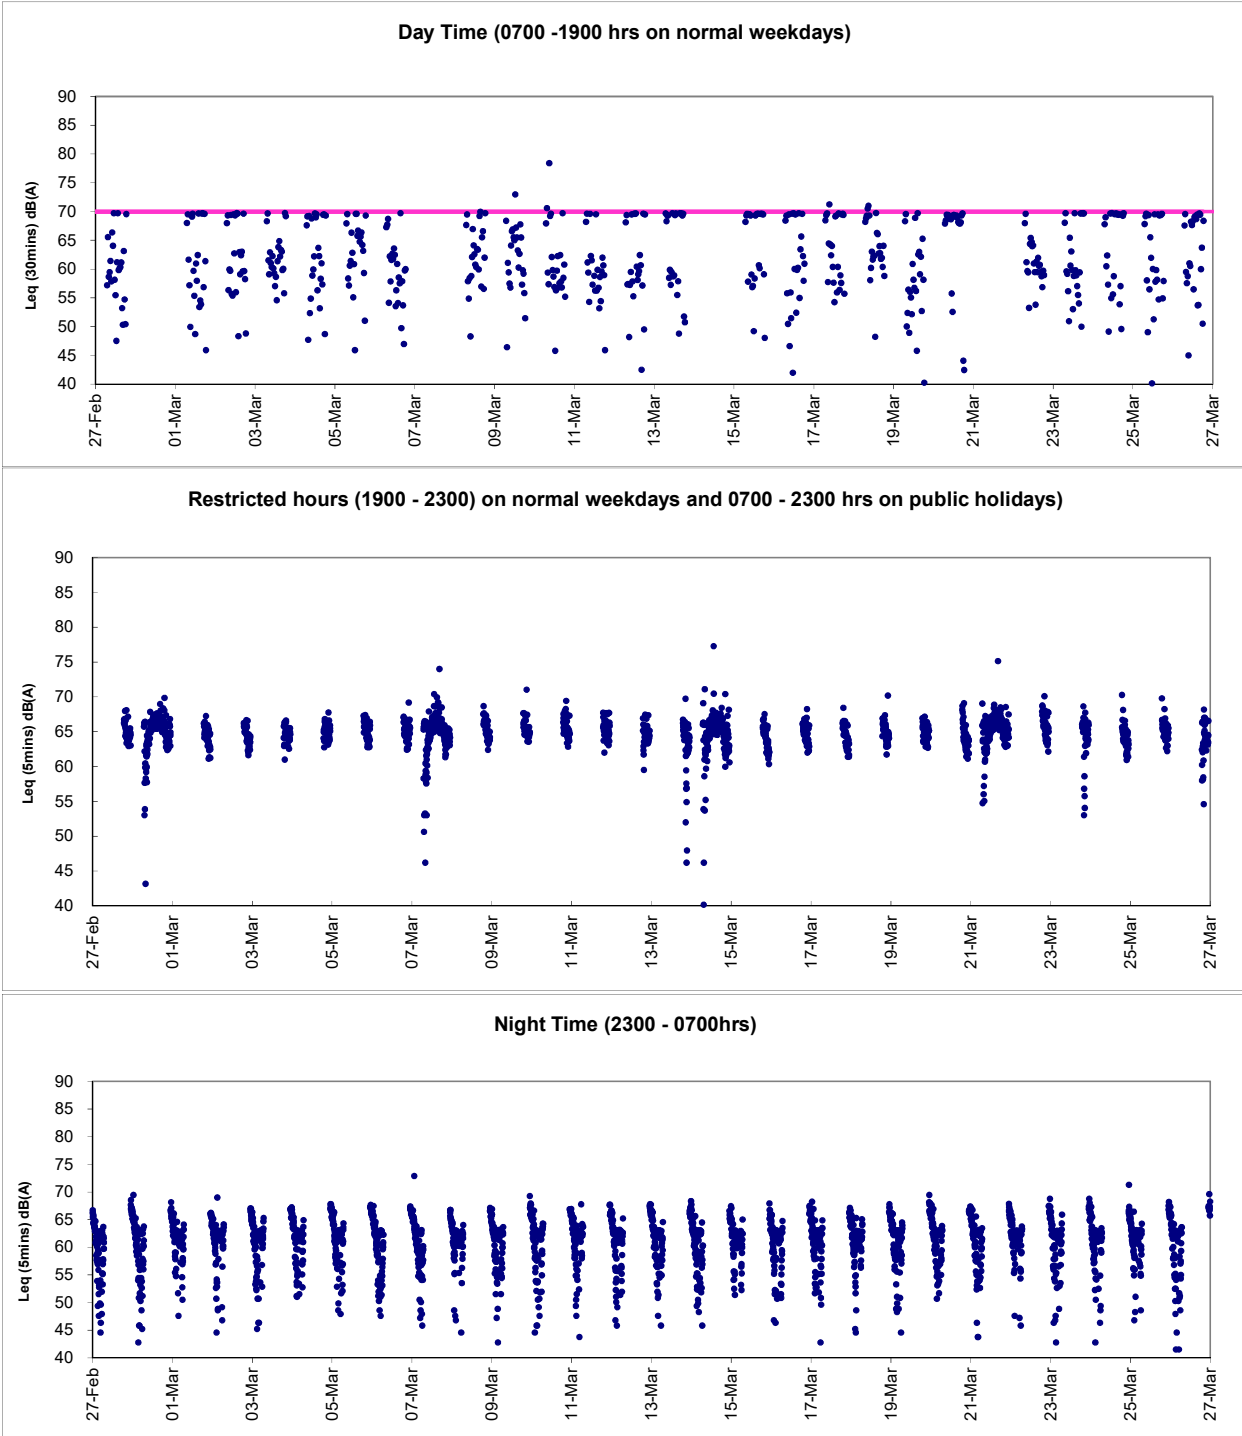 Day Time (0700 -1900 hrs on normal weekdays)
Leq (30mins) dB(A)
90
85
80
75
70
65
60
55
50
45
40
27-Feb
01-Mar
03-Mar
05-Mar
07-Mar
09-Mar
11-Mar
13-Mar
15-Mar
17-Mar
19-Mar
21-Mar
23-Mar
25-Mar
27-Mar
Restricted hours (1900 - 2300) on normal weekdays and 0700 - 2300 hrs on public holidays)
Leq (5mins) dB(A)
90
85
80
75
70
65
60
55
50
45
40
27-Feb
01-Mar
03-Mar
05-Mar
07-Mar
09-Mar
11-Mar
13-Mar
15-Mar
17-Mar
19-Mar
21-Mar
23-Mar
25-Mar
27-Mar
Night Time (2300 - 0700hrs)
Leq (5mins) dB(A)
90
85
80
75
70
65
60
55
50
45
40
27-Feb
01-Mar
03-Mar
05-Mar
07-Mar
09-Mar
11-Mar
13-Mar
15-Mar
17-Mar
19-Mar
21-Mar
23-Mar
25-Mar
27-Mar